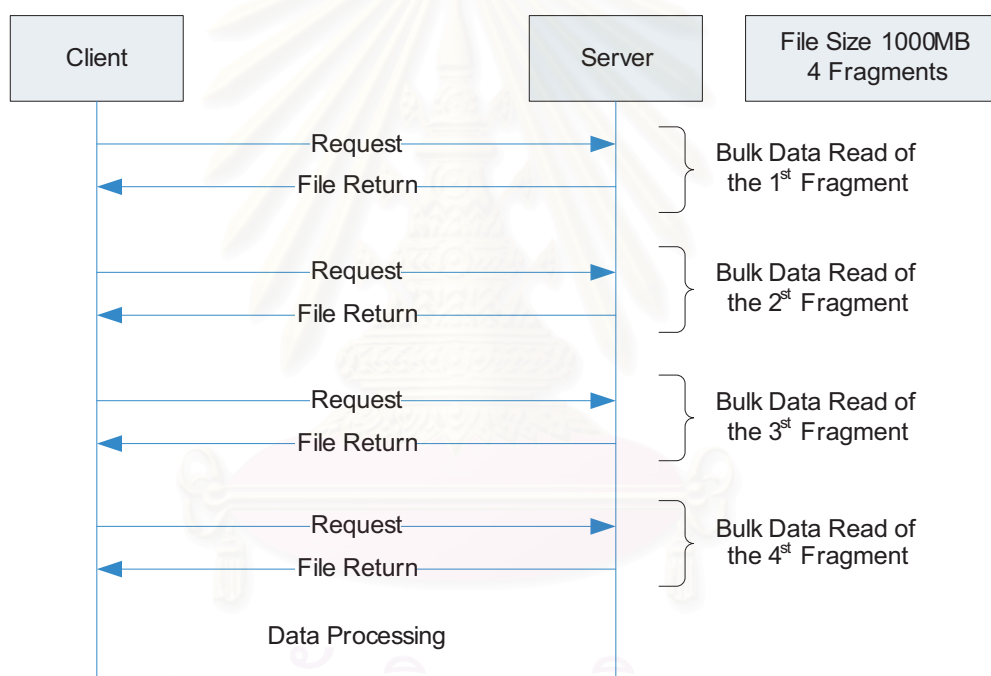 Client
Server
File Size 1000MB
4 Fragments
Request
File Return
Bulk Data Read of
the 1st Fragment
Request
File Return
Bulk Data Read of
the 2st Fragment
Request
File Return
Bulk Data Read of
the 3st Fragment
Request
File Return
Bulk Data Read of
the 4st Fragment
Data Processing